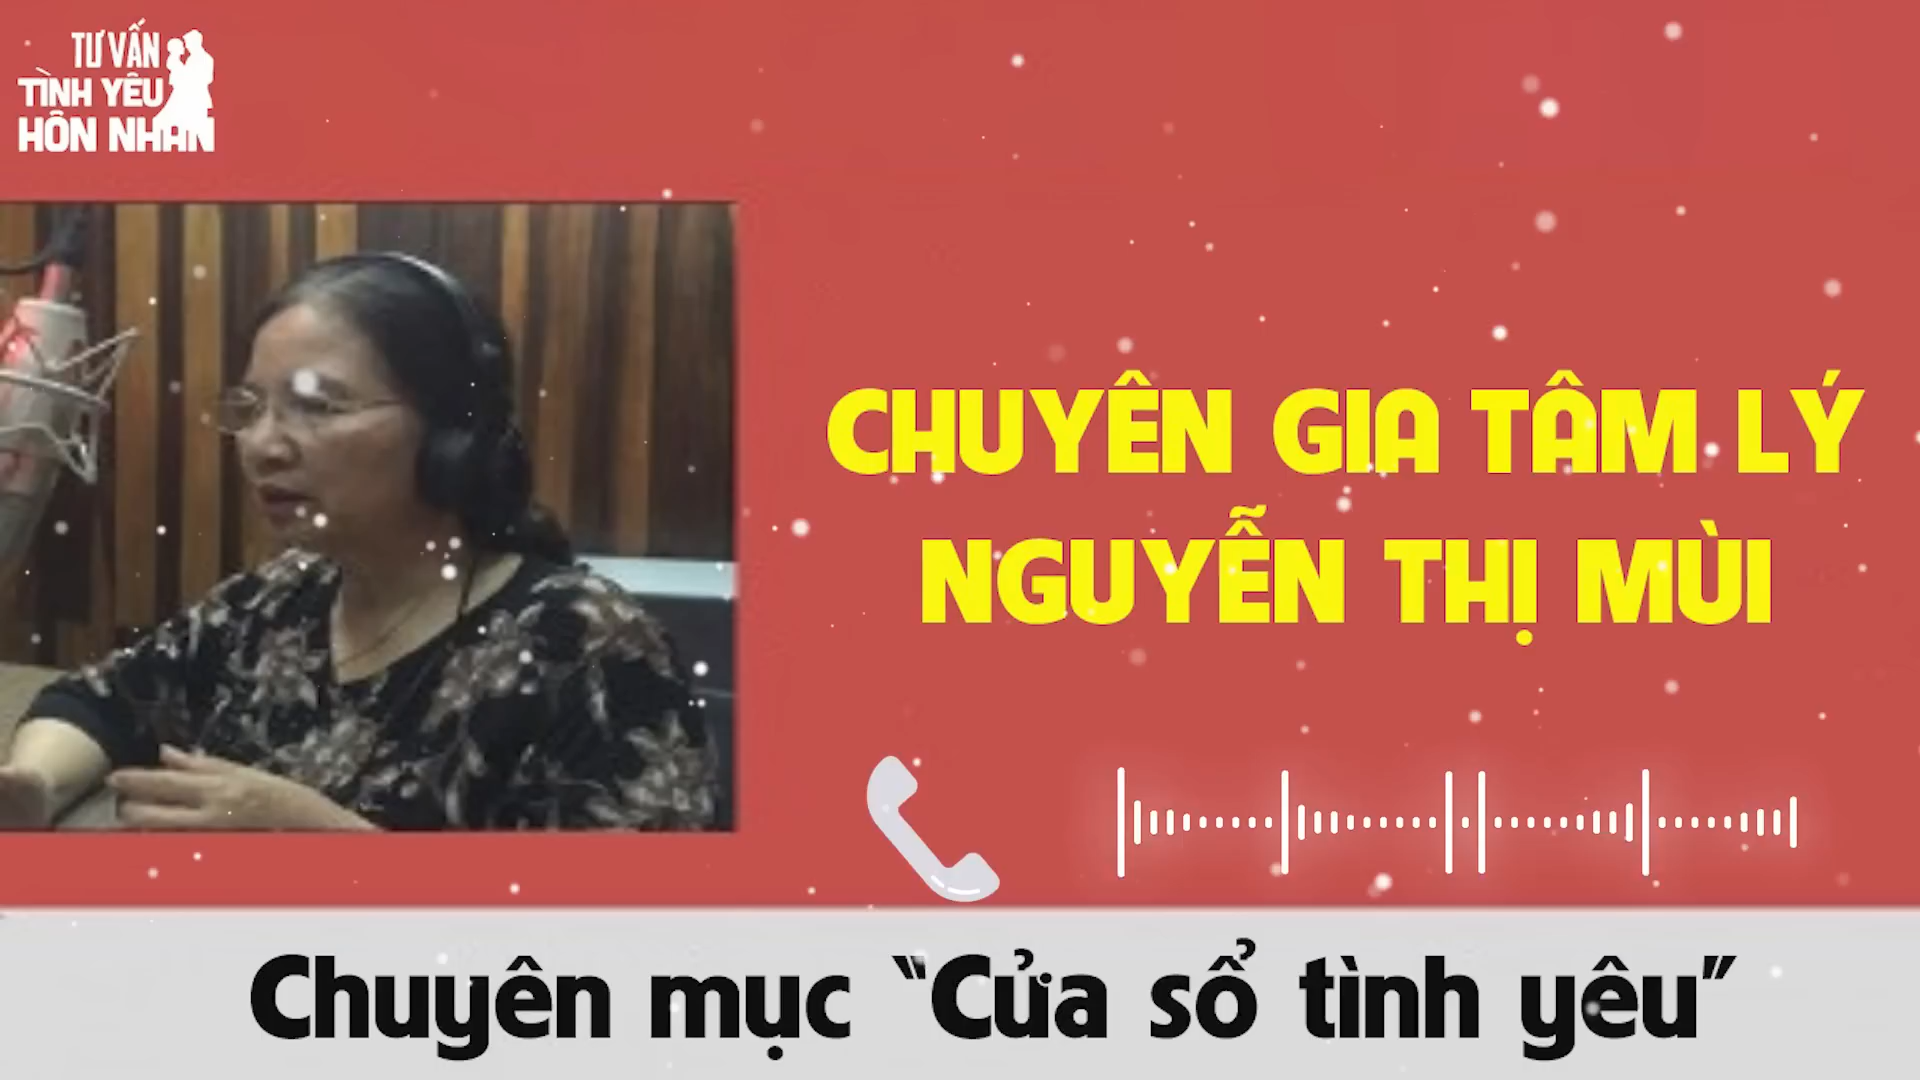 TƯ VẤN
TÌNH YÊU
HÔN NHÂN
CHUYÊN GIA TÂM LÝ
NGUYỄN THỊ MÙI
Chuyên mục “Cửa sổ tình yêu”